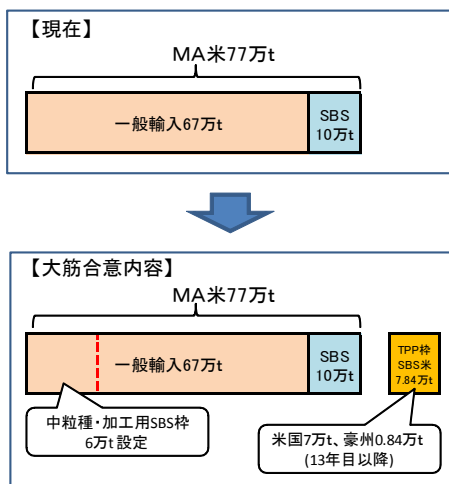 【現在】
MA米77万t
一般輸入67万t
SBS
10万t
【大筋合意内容】
MA米77万t
一般輸入67万t
SBS
10万t
TPP枠
SBS米
7.84万t
中粒種・加工用SBS枠
6万t 設定
米国7万t、豪州0.84万t
(13年目以降)